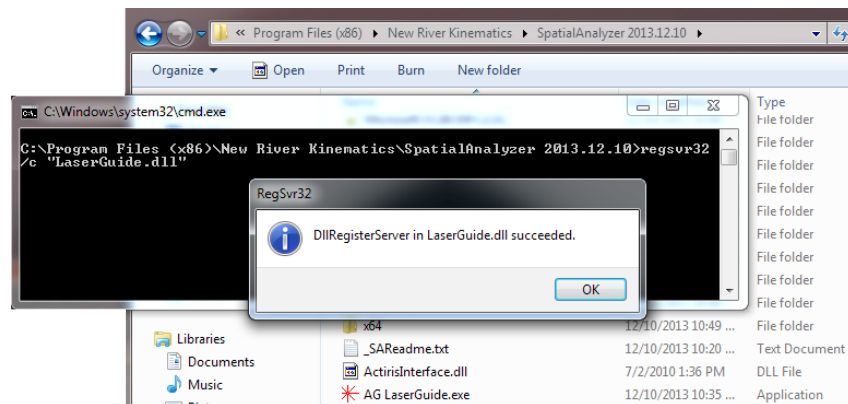 « Program Files (x86) ▸ New River Kinematics ▸ SpatialAnalyzer 2013.12.10 ▸
Organize Open Print Burn New folder
C:\Windows\system32\cmd.exe
Type
File folder
File folder
C:\Program Files (x86)\New River Kinematics\SpatialAnalyzer 2013.12.10>regsvr32
/c "LaserGuide.dll"
File folder
File folder
RegSvr32
File folder
DllRegisterServer in LaserGuide.dll succeeded.
File folder
File folder
File folder
OK
File folder
x64 12/10/2013 10:49 ... File folder
Libraries
_SAReadme.txt 12/10/2013 10:20 ... Text Document
Documents
ActirisInterface.dll 7/2/2010 1:36 PM DLL File
Music
AG LaserGuide.exe 12/10/2013 10:35 ... Application